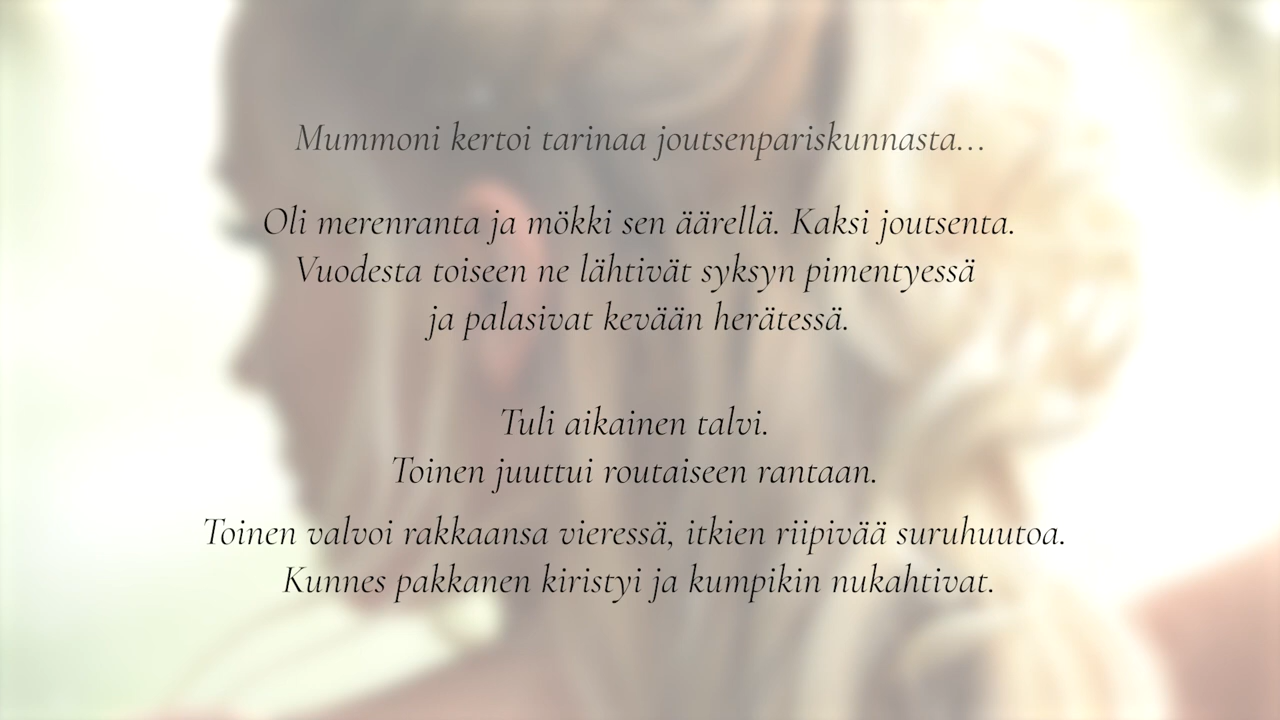 Mummoni kertoi tarinaa joutsenpariskunnasta...
Oli merenranta ja mökki sen äärellä. Kaksi joutsenta.
Vuodesta toiseen ne lähtivät syksyn pimentyessä
ja palasivat kevään herätessä.
Tuli aikainen talvi.
Toinen juuttui routaiseen rantaan.
Toinen valvoi rakkaansa vieressä, itkien riipivää suruhuutoa.
Kunnes pakkanen kiristyi ja kumpikin nukahtivat.